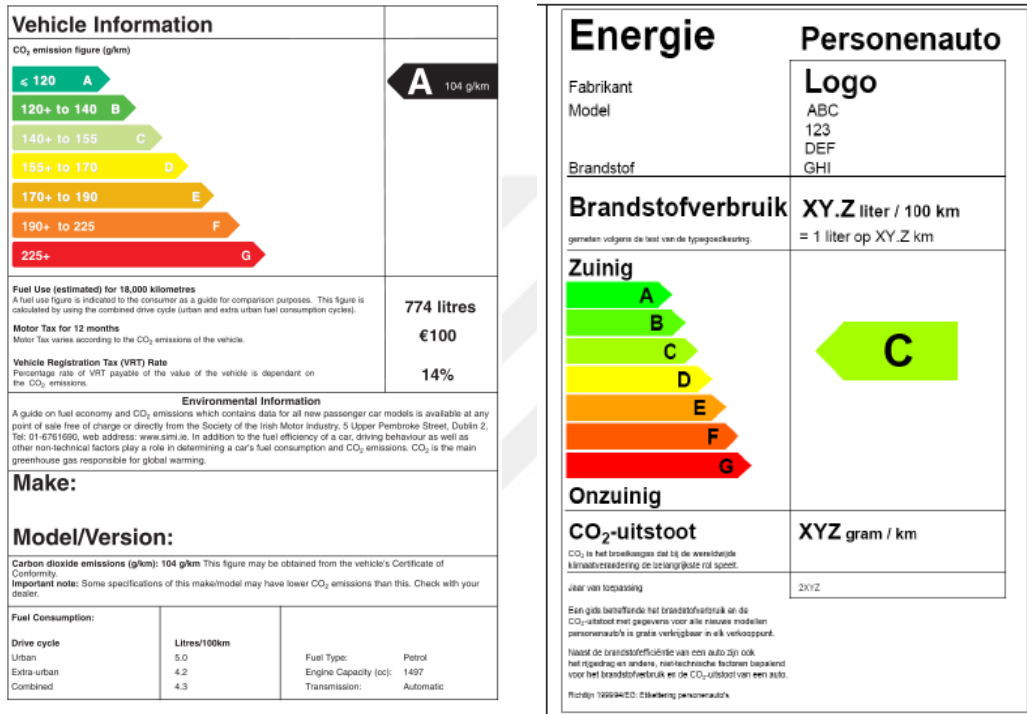 Vehicle Information
CO₂ emission figure (g/km)
⩽ 120 A
A 104 g/km
120+ to 140 B
140+ to 155 C
155+ to 170 D
170+ to 190 E
190+ to 225 F
225+ G
Fuel Use (estimated) for 18,000 kilometres
A fuel use figure is indicated to the consumer as a guide for comparison purposes. This figure is
calculated by using the combined drive cycle (urban and extra urban fuel consumption cycles).
774 litres
Motor Tax for 12 months
Motor Tax varies according to the CO₂ emissions of the vehicle.
€100
Vehicle Registration Tax (VRT) Rate
Percentage rate of VRT payable of the value of the vehicle is dependant on
the CO₂ emissions.
14%
Environmental Information
A guide on fuel economy and CO₂ emissions which contains data for all new passenger car models is available at any
point of sale free of charge or directly from the Society of the Irish Motor Industry, 5 Upper Pembroke Street, Dublin 2,
Tel: 01-6761690, web address: www.simi.ie. In addition to the fuel efficiency of a car, driving behaviour as well as
other non-technical factors play a role in determining a car's fuel consumption and CO₂ emissions. CO₂ is the main
greenhouse gas responsible for global warming.
Make:
Model/Version:
Carbon dioxide emissions (g/km): 104 g/km This figure may be obtained from the vehicle's Certificate of
Conformity.
Important note: Some specifications of this make/model may have lower CO₂ emissions than this. Check with your
dealer.
Fuel Consumption:
Drive cycle Litres/100km
Urban 5.0 Fuel Type: Petrol
Extra-urban 4.2 Engine Capacity (cc): 1497
Combined 4.3 Transmission: Automatic
Energie Personenauto
Fabrikant Logo
Model ABC
123
DEF
Brandstof GHI
Brandstofverbruik XY.Z liter / 100 km
gemeten volgens de test van de typegoedkeuring. = 1 liter op XY.Z km
Zuinig
A
B
C
D
E
F
G
C
Onzuinig
CO₂-uitstoot XYZ gram / km
CO₂ is het broeikasgas dat bij de wereldwijde
klimaatverandering de belangrijkste rol speelt.
Jaar van toepassing 2XYZ
Een gids betreffende het brandstofverbruik en de
CO₂-uitstoot met gegevens voor alle nieuwe modellen
personenauto's is gratis verkrijgbaar in elk verkooppunt.
Naast de brandstofefficiëntie van een auto zijn ook
het rijgedrag en andere, niet-technische factoren bepalend
voor het brandstofverbruik en de CO₂-uitstoot van een auto.
Richtlijn 1999/94/EG: Etikettering personenauto's